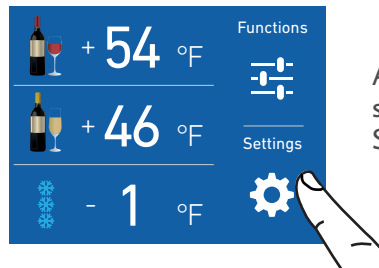 + 54 °F
Functions
+ 46 °F
Settings
- 1 °F
A
s
S